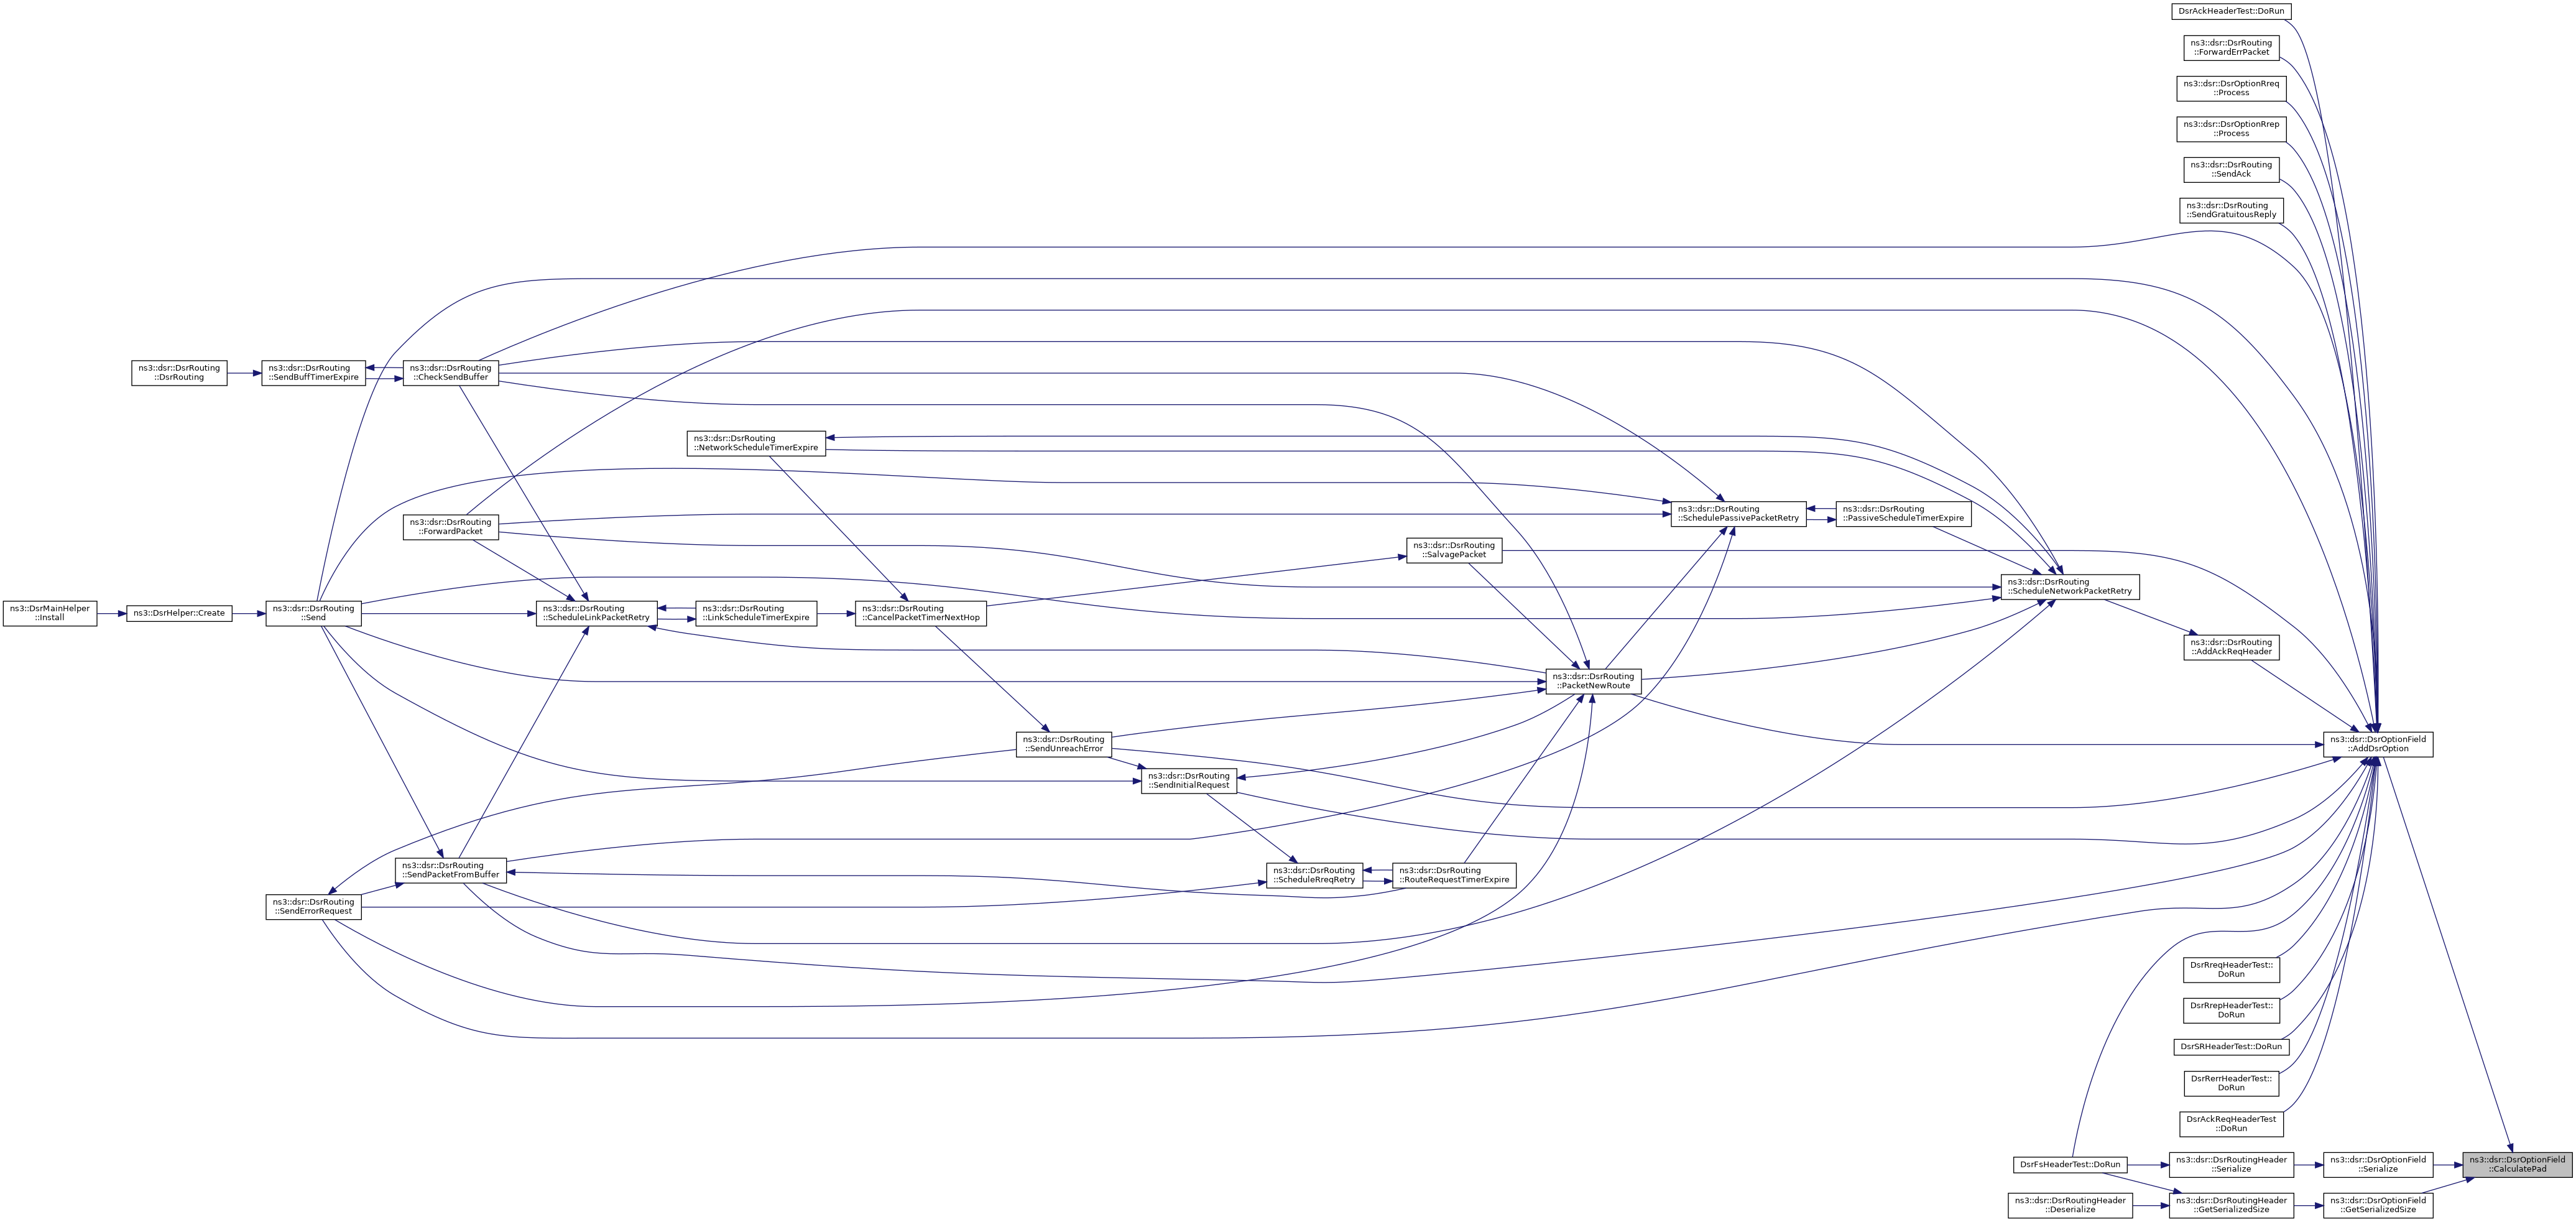 DsrAckHeaderTest::DoRun
ns3::dsr::DsrRouting
::ForwardErrPacket
ns3::dsr::DsrOptionRreq
::Process
ns3::dsr::DsrOptionRrep
::Process
ns3::dsr::DsrRouting
::SendAck
ns3::dsr::DsrRouting
::SendGratuitousReply
ns3::dsr::DsrRouting
::DsrRouting
ns3::dsr::DsrRouting
::SendBuffTimerExpire
ns3::dsr::DsrRouting
::CheckSendBuffer
ns3::dsr::DsrRouting
::NetworkScheduleTimerExpire
ns3::dsr::DsrRouting
::ForwardPacket
ns3::dsr::DsrRouting
::SchedulePassivePacketRetry
ns3::dsr::DsrRouting
::PassiveScheduleTimerExpire
ns3::dsr::DsrRouting
::SalvagePacket
ns3::dsr::DsrRouting
::ScheduleNetworkPacketRetry
ns3::DsrMainHelper
::Install
ns3::DsrHelper::Create
ns3::dsr::DsrRouting
::Send
ns3::dsr::DsrRouting
::ScheduleLinkPacketRetry
ns3::dsr::DsrRouting
::LinkScheduleTimerExpire
ns3::dsr::DsrRouting
::CancelPacketTimerNextHop
ns3::dsr::DsrRouting
::AddAckReqHeader
ns3::dsr::DsrRouting
::PacketNewRoute
ns3::dsr::DsrRouting
::SendUnreachError
ns3::dsr::DsrOptionField
::AddDsrOption
ns3::dsr::DsrRouting
::SendInitialRequest
ns3::dsr::DsrRouting
::SendPacketFromBuffer
ns3::dsr::DsrRouting
::ScheduleRreqRetry
ns3::dsr::DsrRouting
::RouteRequestTimerExpire
ns3::dsr::DsrRouting
::SendErrorRequest
DsrRreqHeaderTest::
DoRun
DsrRrepHeaderTest::
DoRun
DsrSRHeaderTest::DoRun
DsrRerrHeaderTest::
DoRun
DsrAckReqHeaderTest
::DoRun
DsrFsHeaderTest::DoRun
ns3::dsr::DsrRoutingHeader
::Serialize
ns3::dsr::DsrOptionField
::Serialize
ns3::dsr::DsrOptionField
::CalculatePad
ns3::dsr::DsrRoutingHeader
::Deserialize
ns3::dsr::DsrRoutingHeader
::GetSerializedSize
ns3::dsr::DsrOptionField
::GetSerializedSize